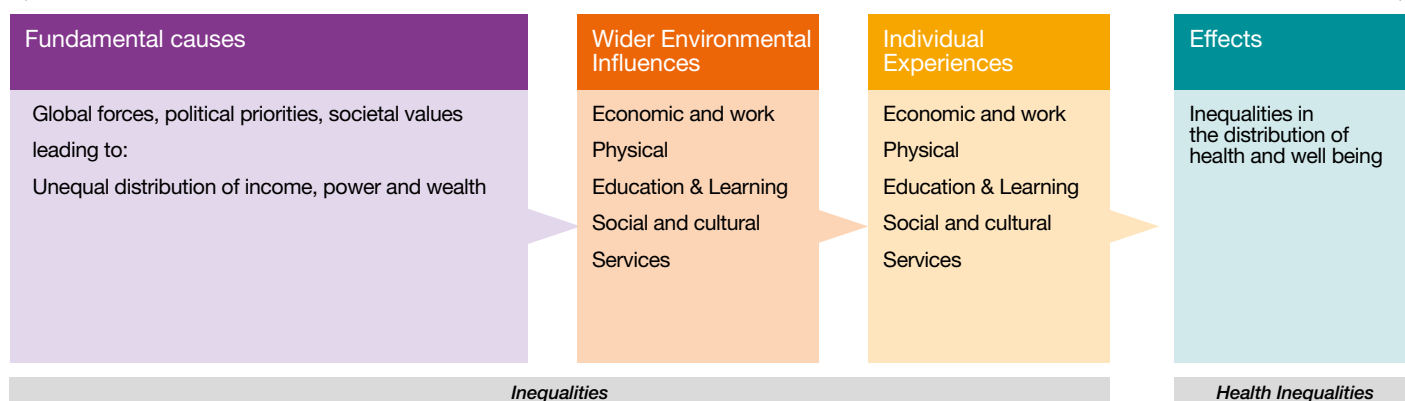 Fundamental causes
Global forces, political priorities, societal values
leading to:
Unequal distribution of income, power and wealth
Wider Environmental
Influences
Economic and work
Physical
Education & Learning
Social and cultural
Services
Individual
Experiences
Economic and work
Physical
Education & Learning
Social and cultural
Services
Effects
Inequalities in
the distribution of
health and well being
Inequalities
Health Inequalities